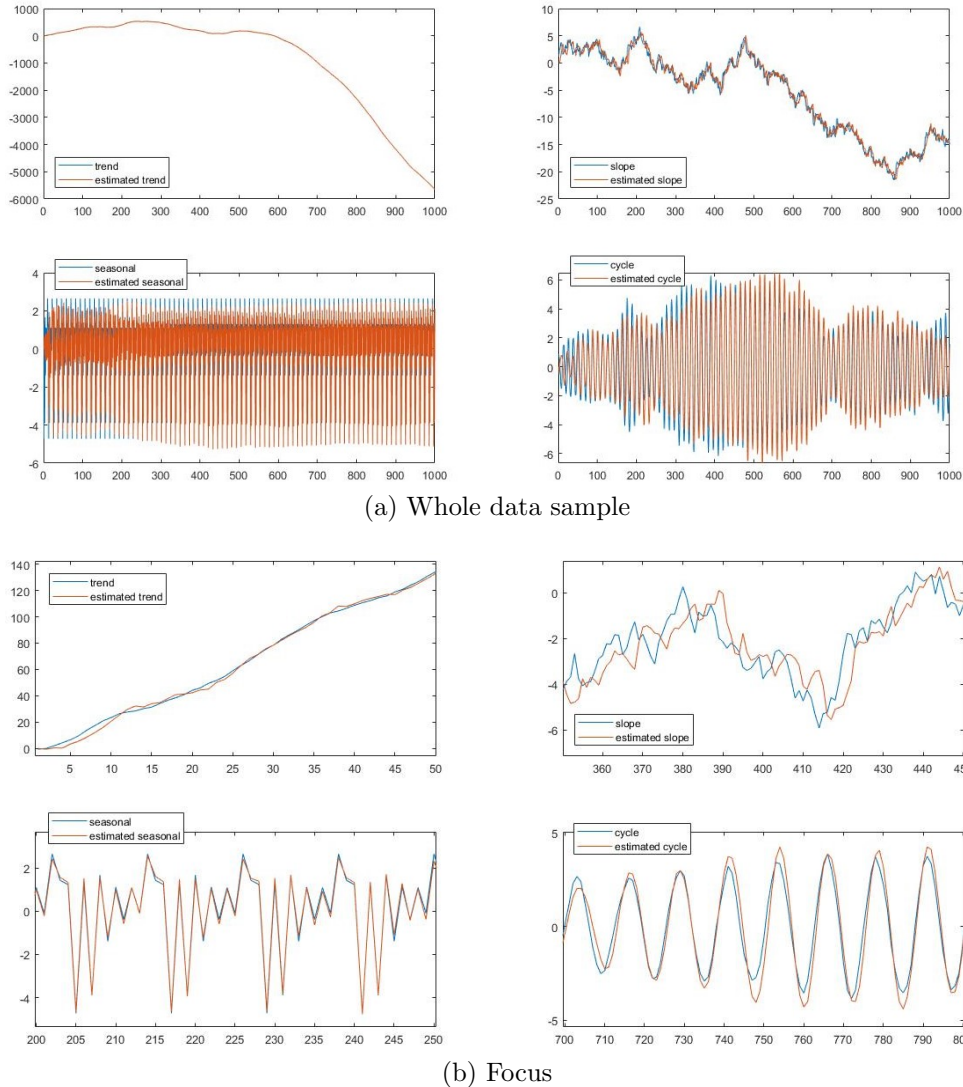 1000
0
-1000
-2000
-3000
-4000
-5000
-6000
trend
estimated trend
0 100 200 300 400 500 600 700 800 900 1000
10
5
0
-5
-10
-15
-20
-25
slope
estimated slope
0 100 200 300 400 500 600 700 800 900 1000
seasonal
estimated seasonal
4
2
0
-2
-4
-6
0 100 200 300 400 500 600 700 800 900 1000
cycle
estimated cycle
6
4
2
0
-2
-4
-6
0 100 200 300 400 500 600 700 800 900 1000
(a) Whole data sample
140
120
100
80
60
40
20
0
trend
estimated trend
5 10 15 20 25 30 35 40 45 50
0
-2
-4
-6
slope
estimated slope
360 370 380 390 400 410 420 430 440 450
seasonal
estimated seasonal
2
0
-2
-4
200 205 210 215 220 225 230 235 240 245 250
cycle
estimated cycle
5
0
-5
700 710 720 730 740 750 760 770 780 790
(b) Focus